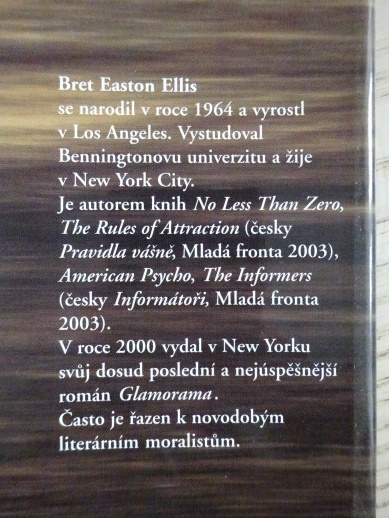 Bret Easton Ellis
se narodil v roce 1964 a vyrostl
v Los Angeles. Vystudoval
Benningtonovu univerzitu a žije
v New York City.
Je autorem knih No Less Than Zero,
The Rules of Attraction (česky
Pravidla vášně, Mladá fronta 2003),
American Psycho, The Informers
(česky Informátoři, Mladá fronta
2003).
V roce 2000 vydal v New Yorku
svůj dosud poslední a nejúspěšnější
román Glamorama.
Často je řazen k novodobým
literárním moralistům.